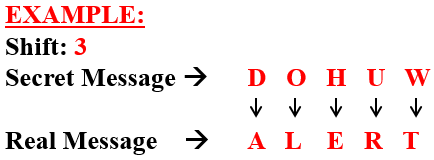 EXAMPLE:
Shift: 3
Secret Message → D O H U W
↓ ↓ ↓ ↓ ↓
Real Message → A L E R T